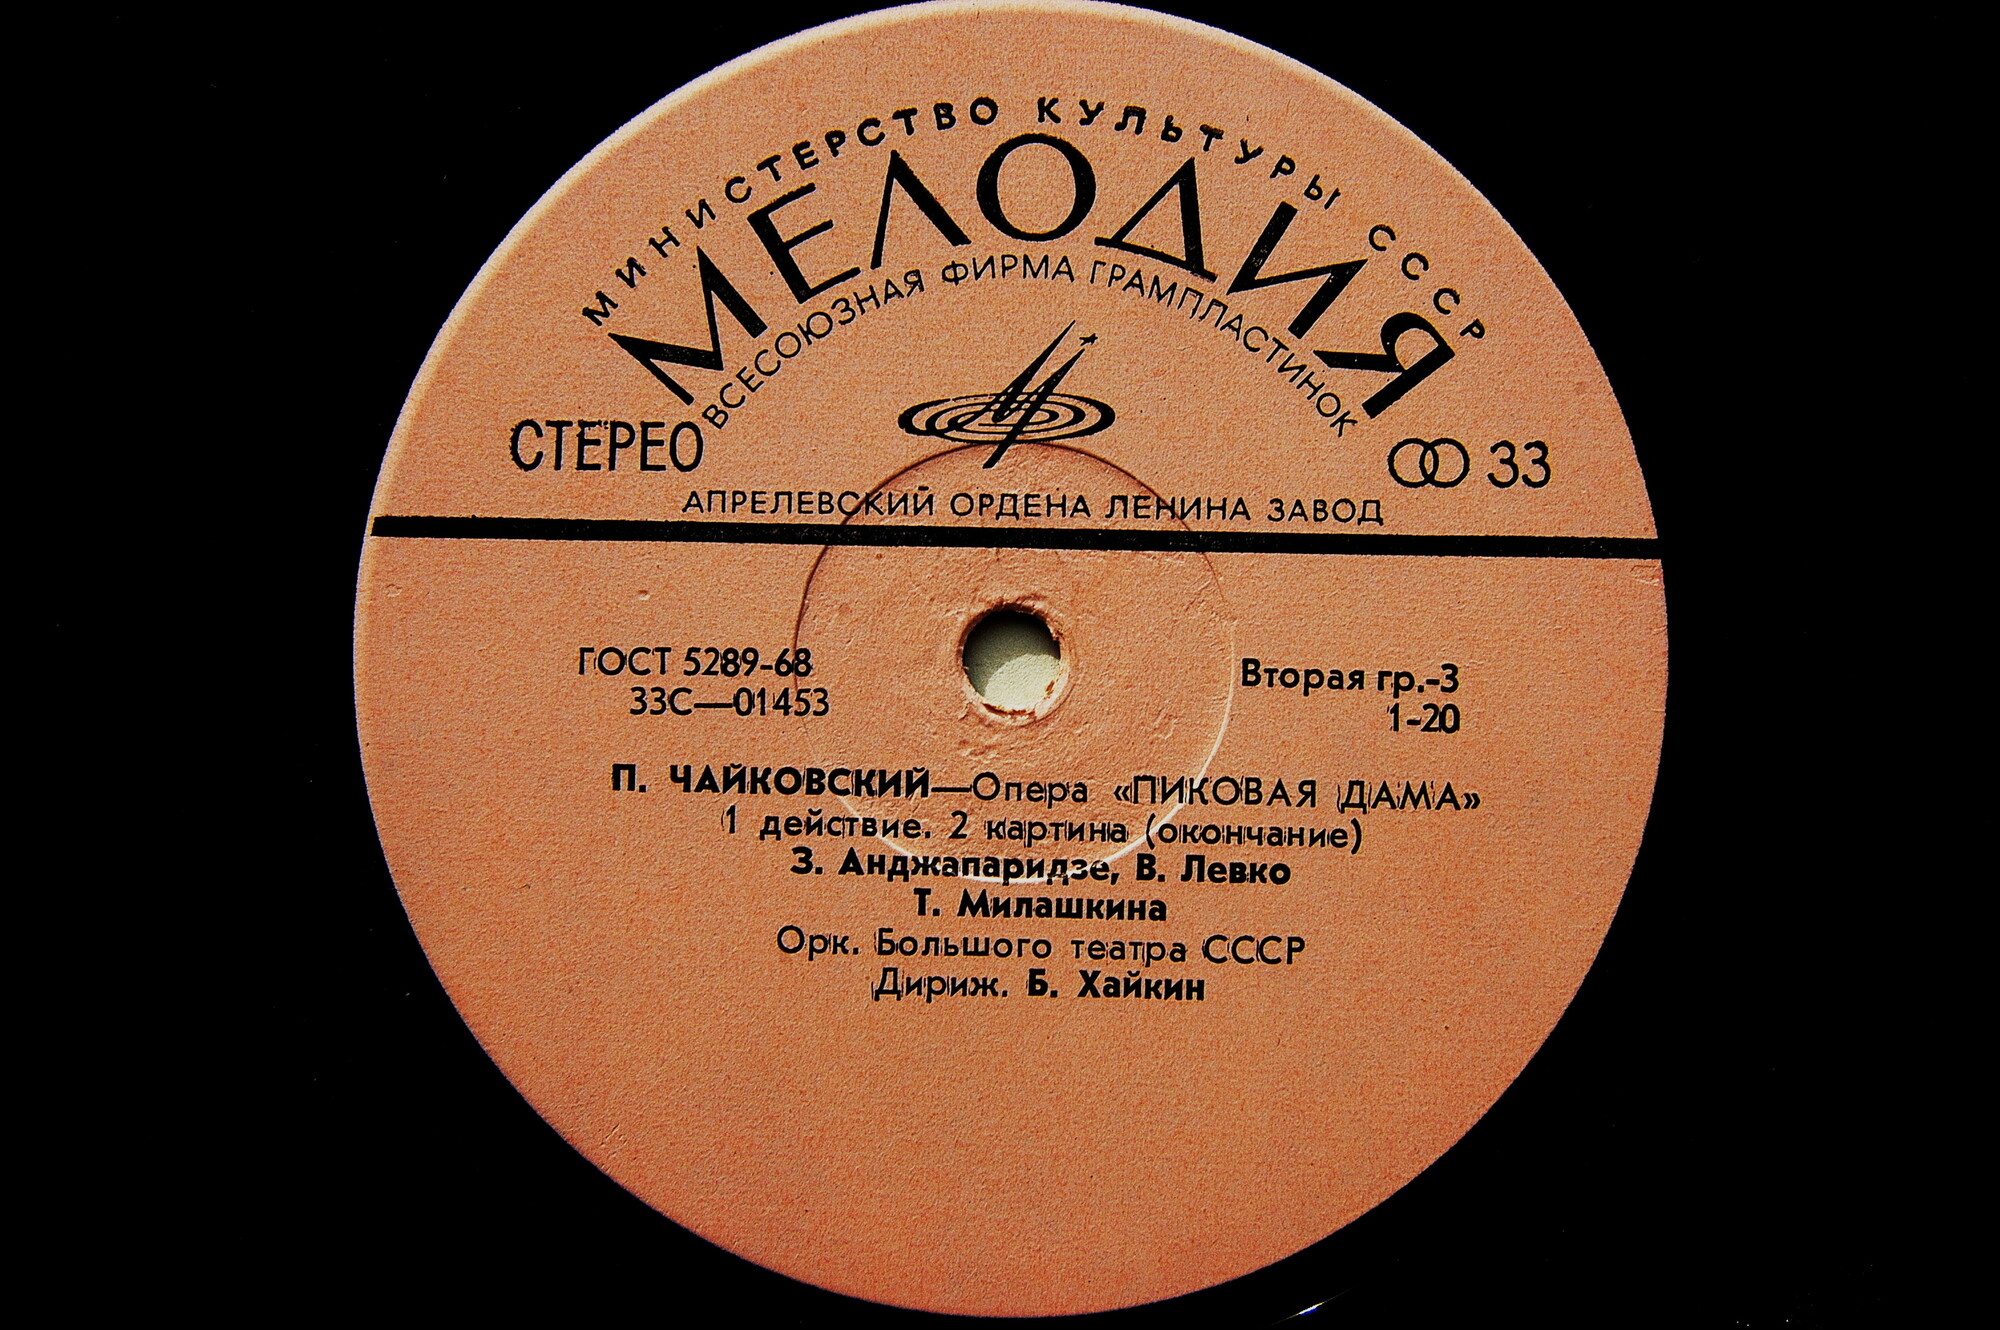 МИНИСТЕРСТВО КУЛЬТУРЫ СССР
МЕЛОДИЯ
ВСЕСОЮЗНАЯ ФИРМА ГРАМПЛАСТИНОК
СТЕРЕО
33
АПРЕЛЕВСКИЙ ОРДЕНА ЛЕНИНА ЗАВОД
ГОСТ 5289-68
33С—01453
Вторая гр.-3
1-20
П. ЧАЙКОВСКИЙ—Опера «ПИКОВАЯ ДАМА»
1 действие. 2 картина (окончание)
З. Анджапаридзе, В. Левко
Т. Милашкина
Орк. Большого театра СССР
Дириж. Б. Хайкин